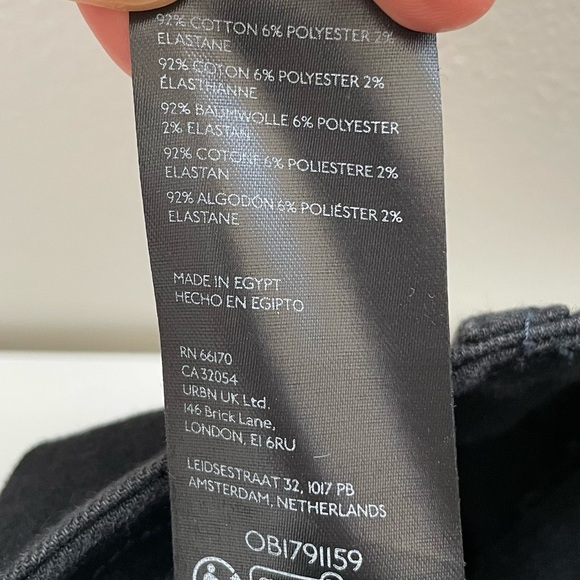 92% COTTON 6% POLYESTER 2%
ELASTANE
92% COTON 6% POLYESTER 2%
ÉLASTHANNE
92% BAUMWOLLE 6% POLYESTER
2% ELASTAN
92% COTONE 6% POLIESTERE 2%
ELASTAN
92% ALGODÓN 6% POLIÉSTER 2%
ELASTANE
MADE IN EGYPT
HECHO EN EGIPTO
RN 66170
CA 32054
URBN UK Ltd.
146 Brick Lane,
LONDON, E1 6RU
LEIDSESTRAAT 32, 1017 PB
AMSTERDAM, NETHERLANDS
OB1791159